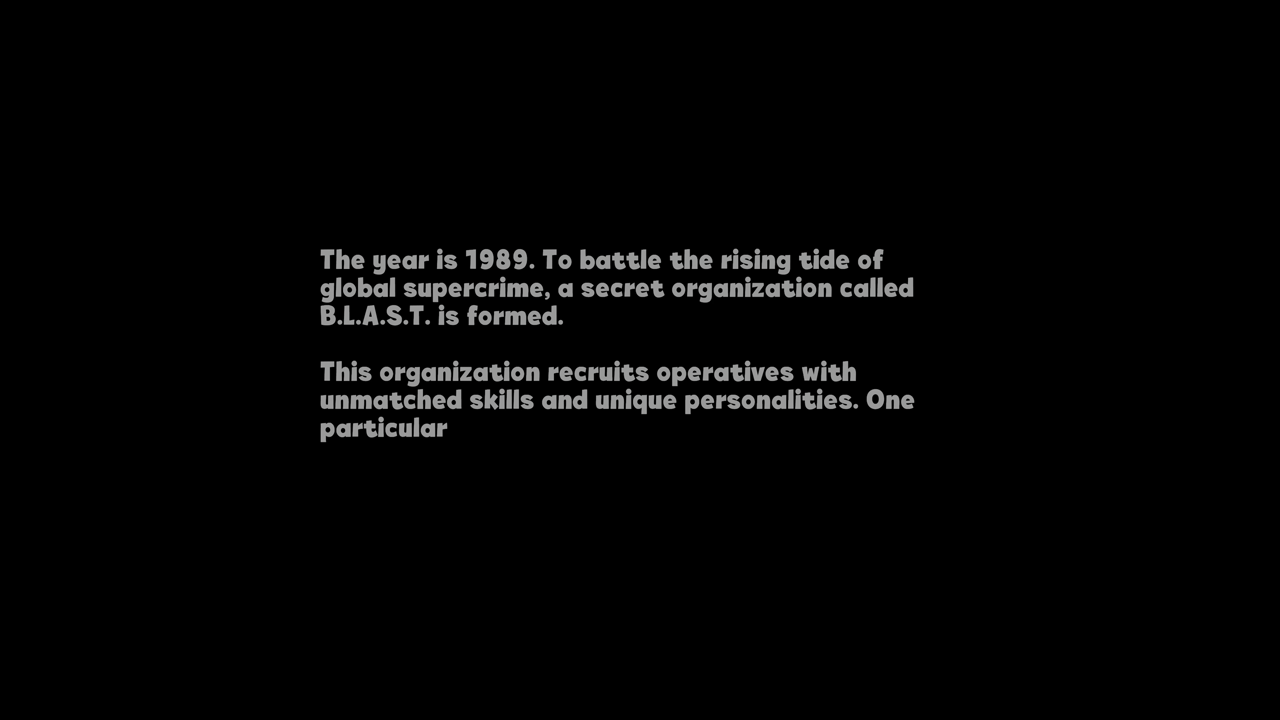 The year is 1989. To battle the rising tide of
global supercrime, a secret organization called
B.L.A.S.T. is formed.
This organization recruits operatives with
unmatched skills and unique personalities. One
particular